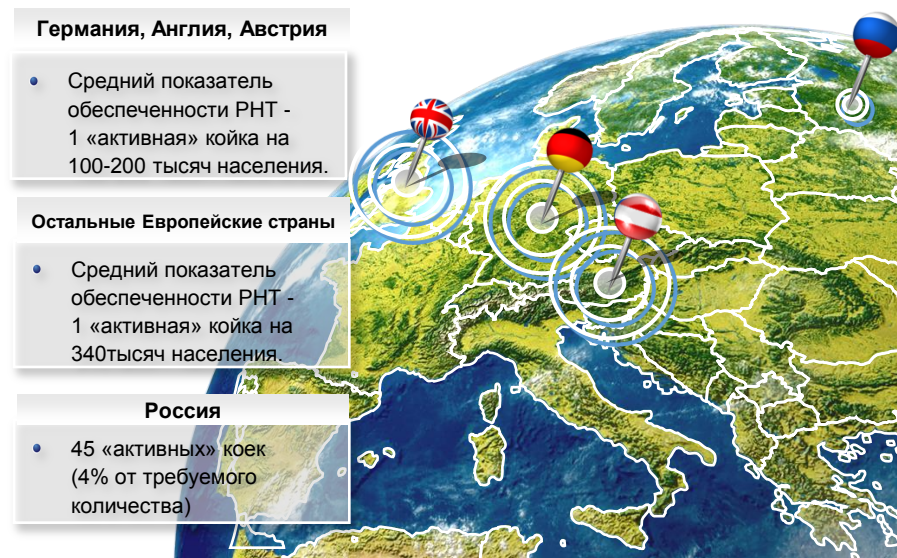 Германия, Англия, Австрия
Средний показатель
обеспеченности РНТ -
1 «активная» койка на
100-200 тысяч населения.
Остальные Европейские страны
Средний показатель
обеспеченности РНТ -
1 «активная» койка на
340тысяч населения.
Россия
45 «активных» коек
(4% от требуемого
количества)